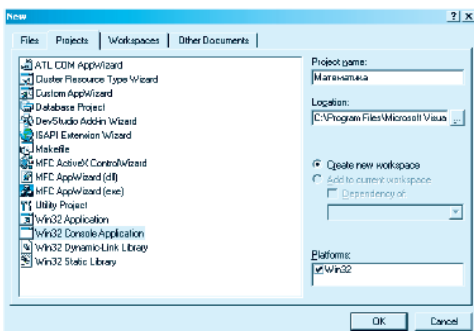 New
Files
Projects
Workspaces
Other Documents
ATL COM AppWizard
Cluster Resource Type Wizard
Custom AppWizard
Database Project
DevStudio Add-in Wizard
ISAPI Extension Wizard
Makefile
MFC ActiveX ControlWizard
MFC AppWizard (dll)
MFC AppWizard (exe)
Utility Project
Win32 Application
Win32 Console Application
Win32 Dynamic-Link Library
Win32 Static Library
Project name:
Математика
Location:
C:\Program Files\Microsoft Visua
...
Create new workspace
Add to current workspace
Dependency of:
Platforms:
Win32
OK
Cancel